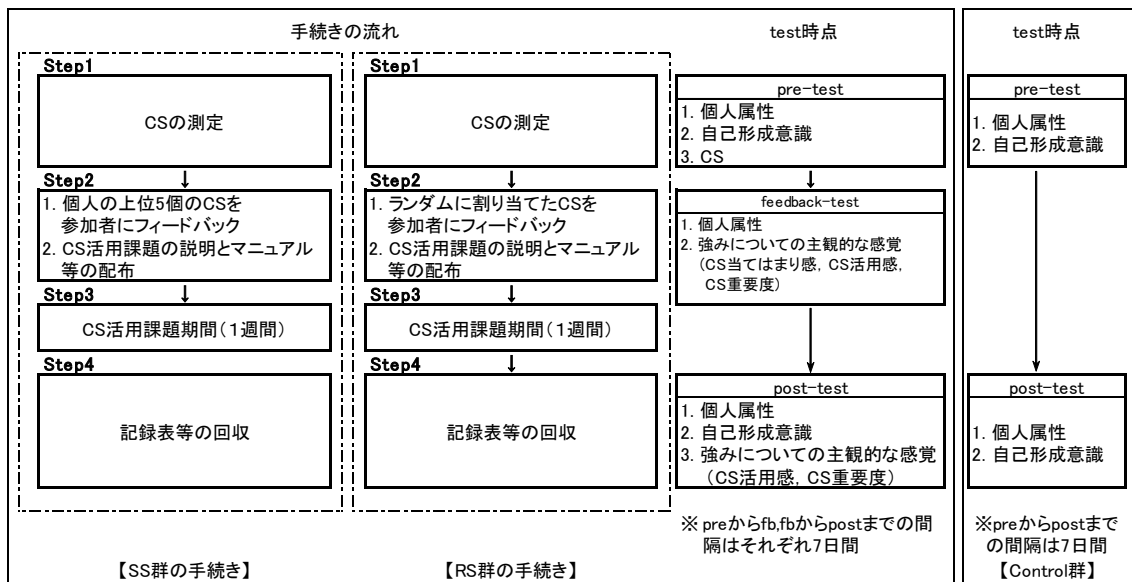 手続きの流れ
Step1
CSの測定
Step2
1. 個人の上位5個のCSを
参加者にフィードバック
2. CS活用課題の説明とマニュアル
等の配布
Step3
CS活用課題期間(1週間)
Step4
記録表等の回収
【SS群の手続き】
Step1
CSの測定
Step2
1. ランダムに割り当てたCSを
参加者にフィードバック
2. CS活用課題の説明とマニュアル
等の配布
Step3
CS活用課題期間(1週間)
Step4
記録表等の回収
【RS群の手続き】
test時点
pre-test
1. 個人属性
2. 自己形成意識
3. CS
feedback-test
1. 個人属性
2. 強みについての主観的な感覚
(CS当てはまり感, CS活用感,
CS重要度)
post-test
1. 個人属性
2. 自己形成意識
3. 強みについての主観的な感覚
(CS活用感, CS重要度)
※ preからfb,fbからpostまでの間
隔はそれぞれ7日間
test時点
pre-test
1. 個人属性
2. 自己形成意識
post-test
1. 個人属性
2. 自己形成意識
※preからpostまで
の間隔は7日間
【Control群】